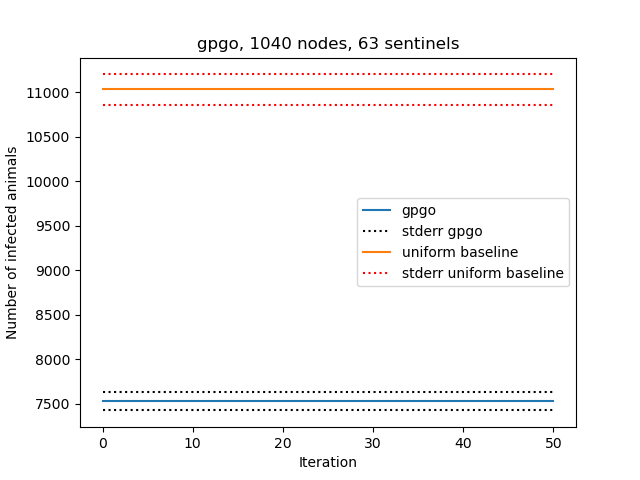 gpgo, 1040 nodes, 63 sentinels
Number of infected animals
11000
10500
10000
9500
9000
8500
8000
7500
gpgo
stderr gpgo
uniform baseline
stderr uniform baseline
0 10 20 30 40 50
Iteration